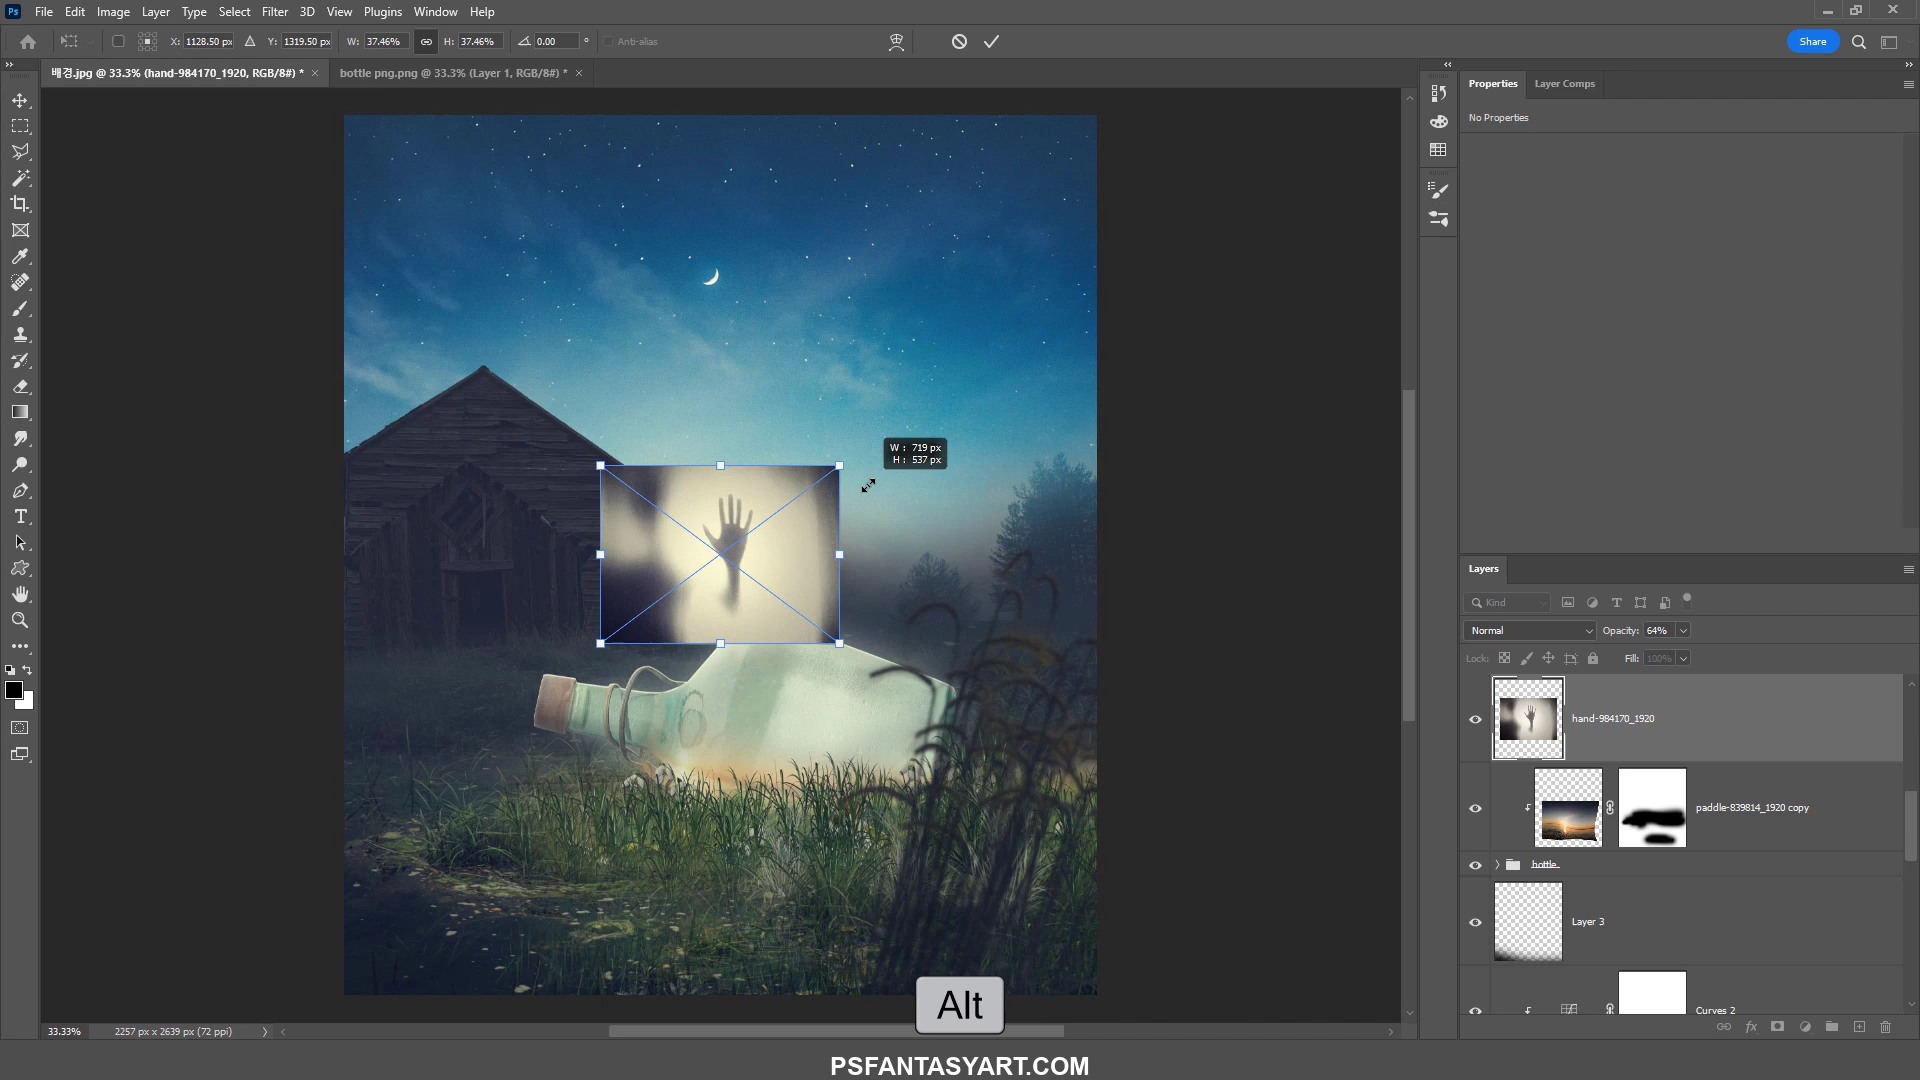 Ps File Edit Image Layer Type Select Filter 3D View Plugins Window Help
X: 1128.50 px Y: 1319.50 px W: 37.46% H: 37.46% 0.00 ° Anti-alias Share
배경.jpg @ 33.3% (hand-984170_1920, RGB/8#) * bottle png.png @ 33.3% (Layer 1, RGB/8#) *
Properties Layer Comps
No Properties
W : 719 px
H : 537 px
Layers
Kind
Normal Opacity: 64%
Lock: Fill: 100%
hand-984170_1920
paddle-839814_1920 copy
bottle
Layer 3
Curves 2
Alt
33.33% 2257 px x 2639 px (72 ppi)
PSFANTASYART.COM